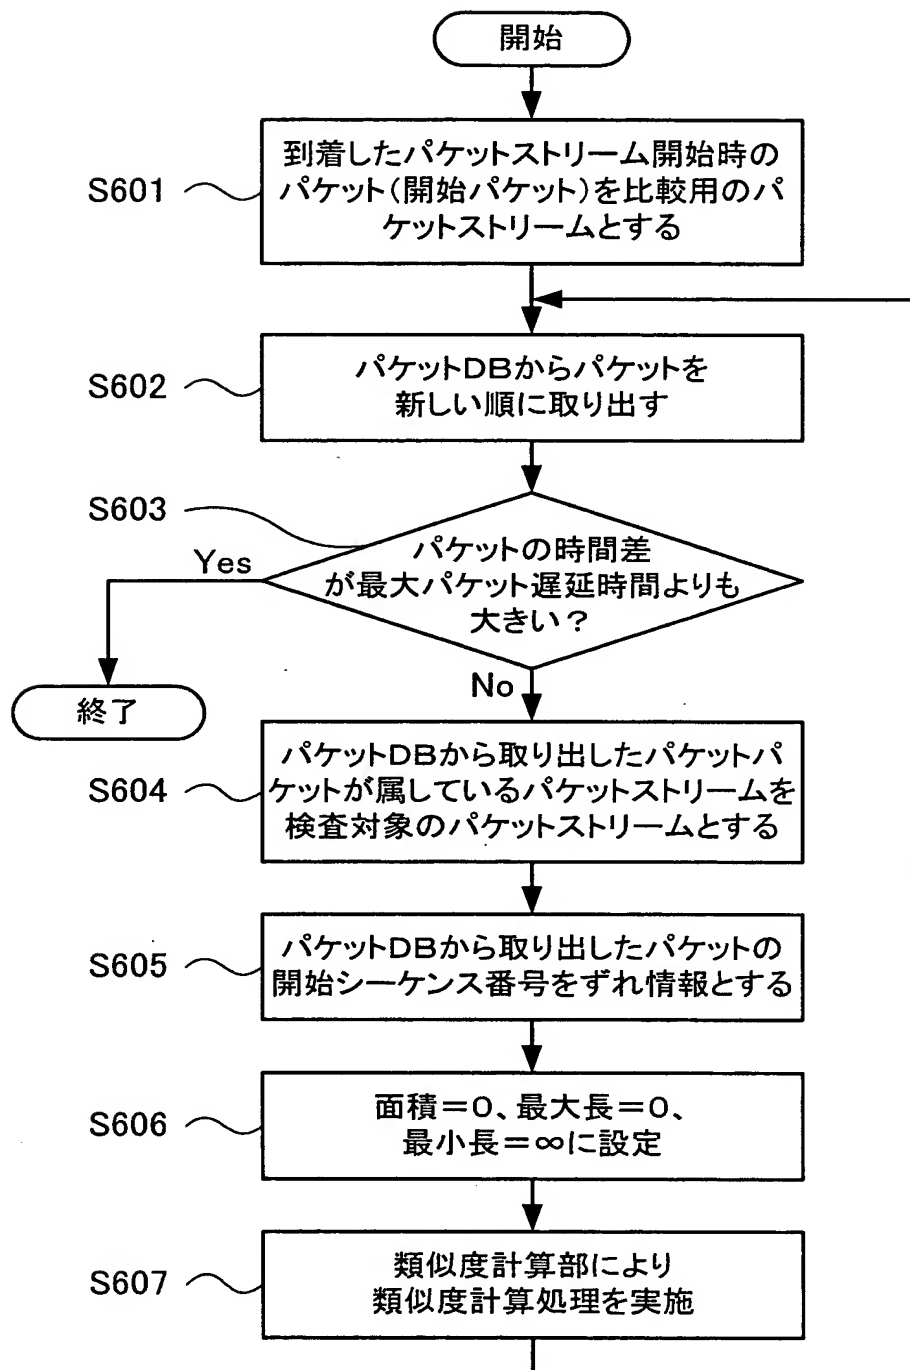 開始
S601
到着したパケットストリーム開始時の
パケット(開始パケット)を比較用のパ
ケットストリームとする
S602
パケットDBからパケットを
新しい順に取り出す
S603
パケットの時間差
が最大パケット遅延時間よりも
大きい?
Yes
No
終了
S604
パケットDBから取り出したパケットパ
ケットが属しているパケットストリームを
検査対象のパケットストリームとする
S605
パケットDBから取り出したパケットの
開始シーケンス番号をずれ情報とする
S606
面積=0、最大長=0、
最小長=∞に設定
S607
類似度計算部により
類似度計算処理を実施